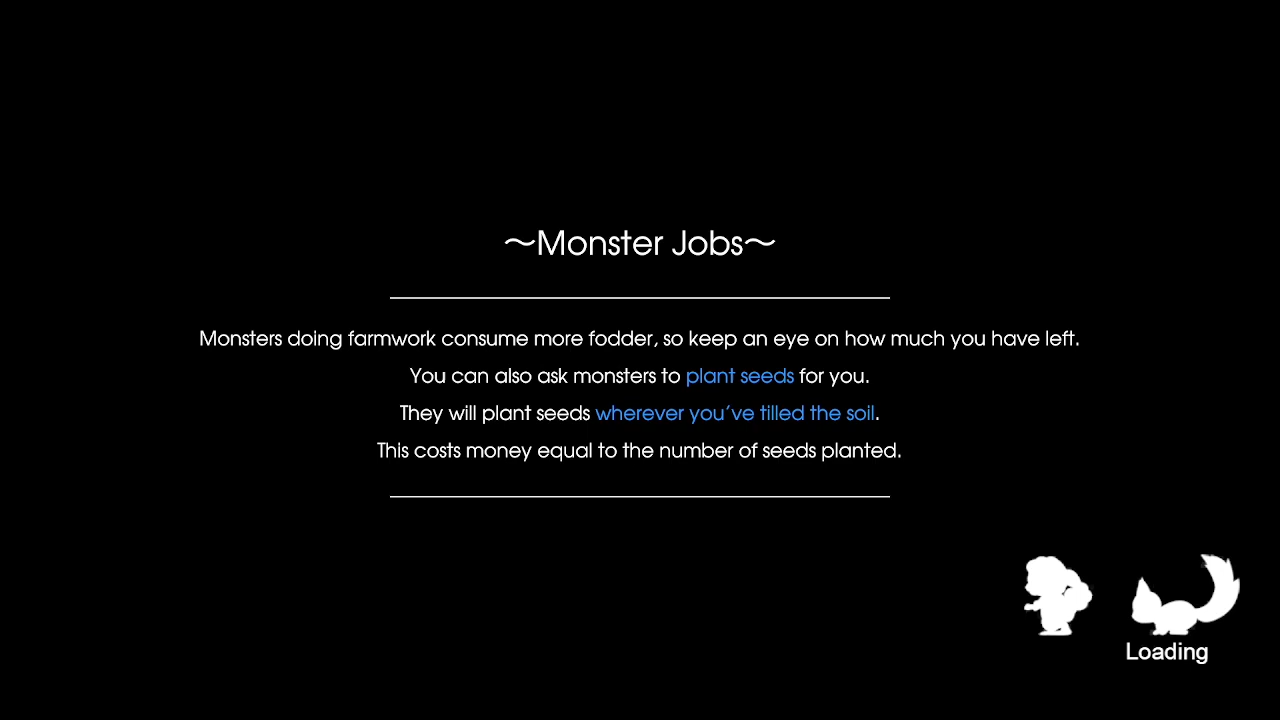 ～Monster Jobs～
Monsters doing farmwork consume more fodder, so keep an eye on how much you have left.
You can also ask monsters to plant seeds for you.
They will plant seeds wherever you've tilled the soil.
This costs money equal to the number of seeds planted.
Loading